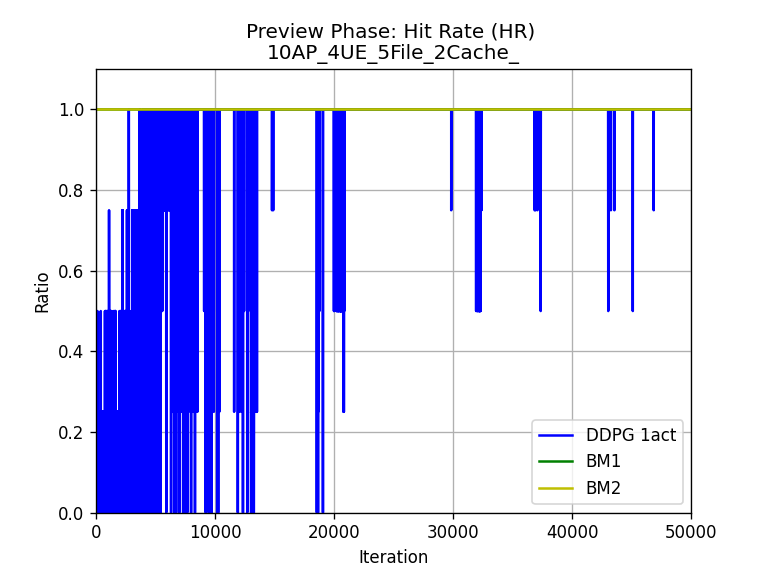 Preview Phase: Hit Rate (HR)
10AP_4UE_5File_2Cache_
1.0
0.8
0.6
0.4
0.2
0.0
Ratio
0 10000 20000 30000 40000 50000
Iteration
DDPG 1act
BM1
BM2